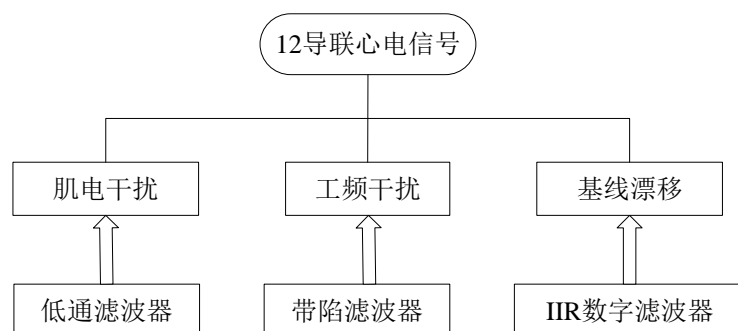 12导联心电信号
肌电干扰
工频干扰
基线漂移
低通滤波器
带陷滤波器
IIR数字滤波器